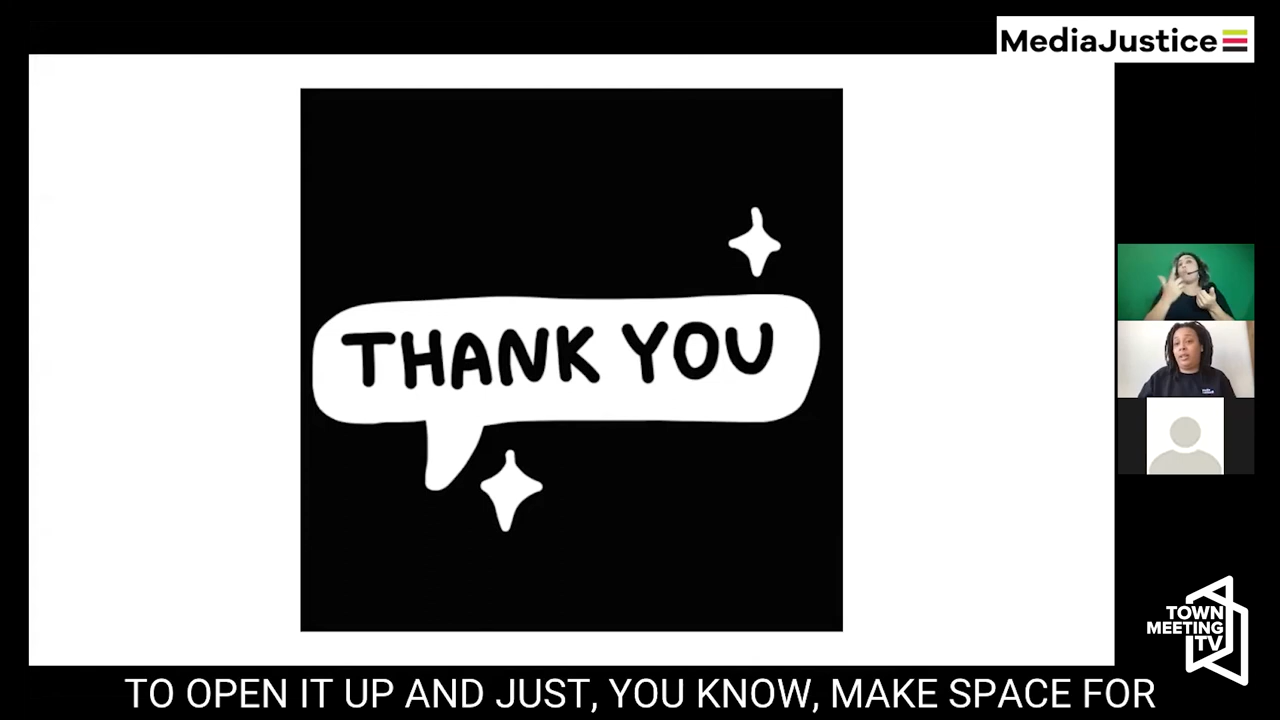 MediaJustice
THANK YOU
TOWN
MEETING
TV
TO OPEN IT UP AND JUST, YOU KNOW, MAKE SPACE FOR